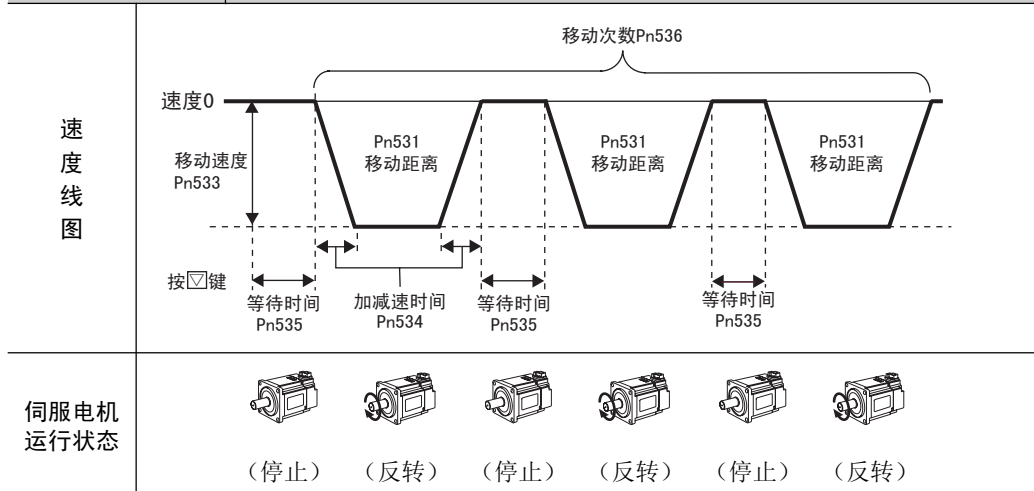 移动次数Pn536
速度0
速
度
线
图
移动速度
Pn533
Pn531
移动距离
Pn531
移动距离
Pn531
移动距离
按▽键
等待时间
Pn535
加减速时间
Pn534
等待时间
Pn535
等待时间
Pn535
伺服电机
运行状态
（停止）（反转）（停止）（反转）（停止）（反转）